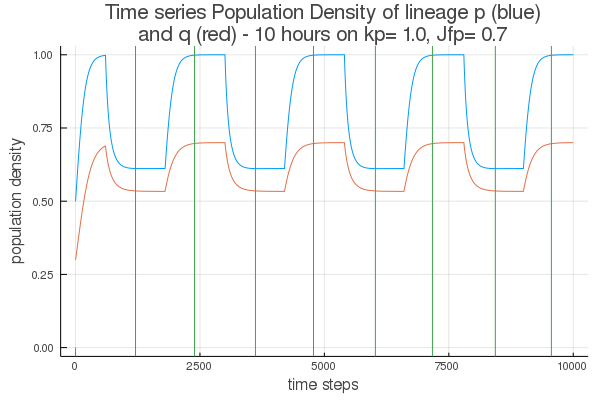 Time series Population Density of lineage p (blue)
and q (red) - 10 hours on kp= 1.0, Jfp= 0.7
1.00
0.75
0.50
0.25
0.00
population density
0 2500 5000 7500 10000
time steps